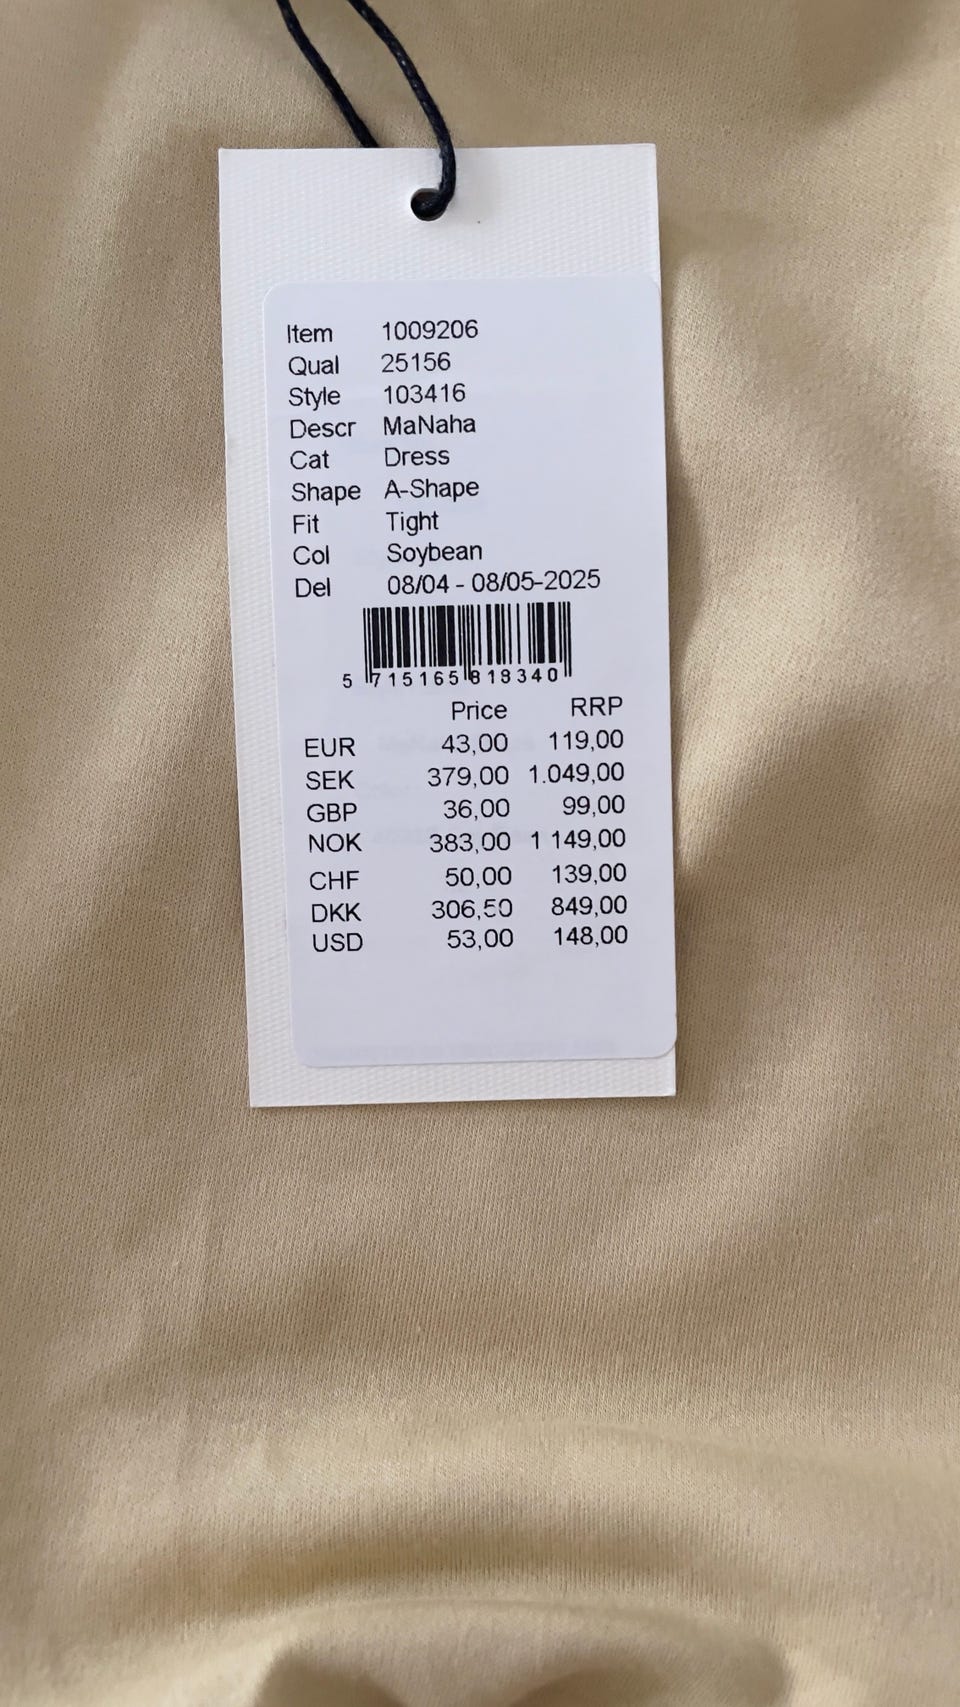 Item 1009206
Qual 25156
Style 103416
Descr MaNaha
Cat Dress
Shape A-Shape
Fit Tight
Col Soybean
Del 08/04 - 08/05-2025
5 715165 818340
Price RRP
EUR 43,00 119,00
SEK 379,00 1.049,00
GBP 36,00 99,00
NOK 383,00 1 149,00
CHF 50,00 139,00
DKK 306,50 849,00
USD 53,00 148,00